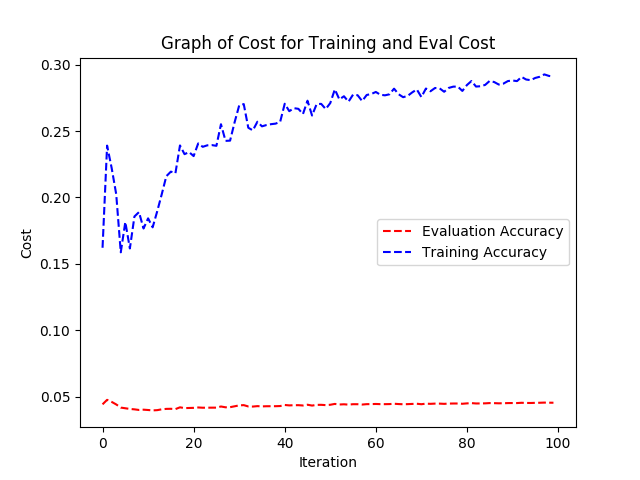 Graph of Cost for Training and Eval Cost
0.30
0.25
0.20
0.15
0.10
0.05
Cost
Evaluation Accuracy
Training Accuracy
0 20 40 60 80 100
Iteration